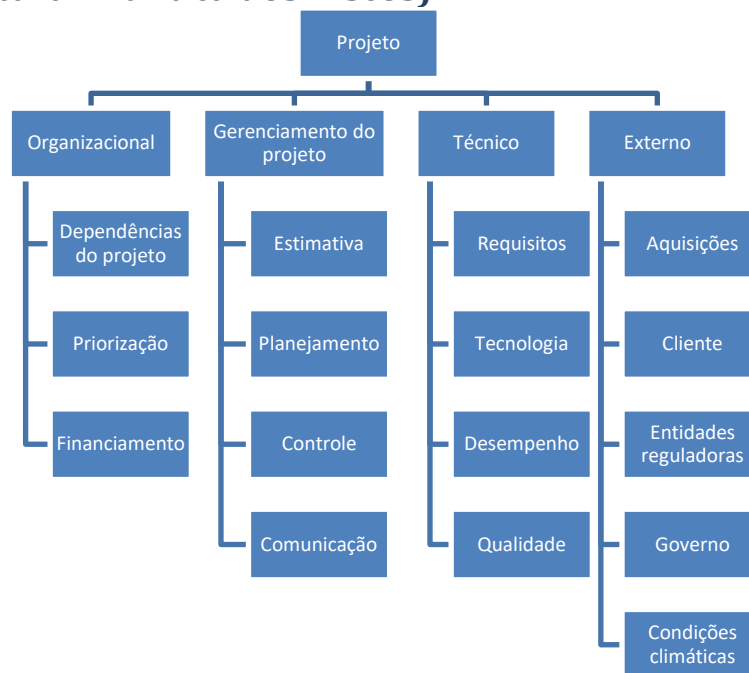 Projeto
Organizacional
Gerenciamento do
projeto
Técnico
Externo
Dependências
do projeto
Estimativa
Requisitos
Aquisições
Priorização
Planejamento
Tecnologia
Cliente
Financiamento
Controle
Desempenho
Entidades
reguladoras
Comunicação
Qualidade
Governo
Condições
climáticas